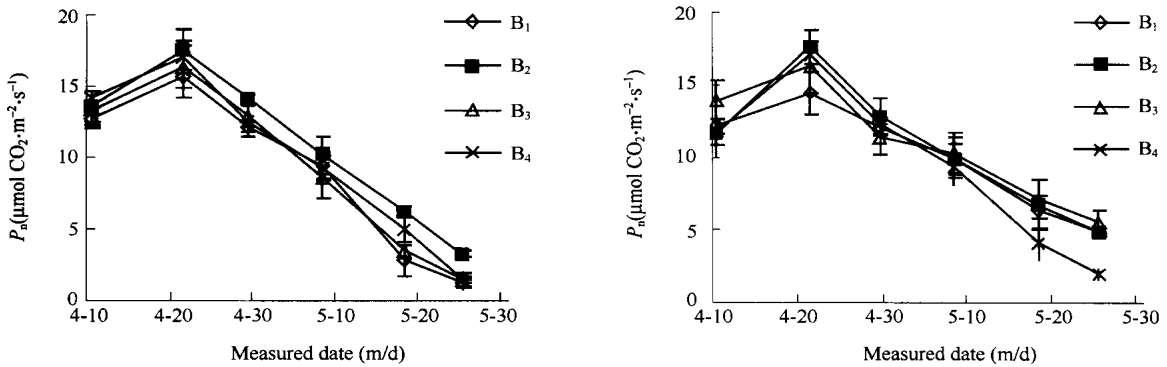 20
15
10
5
0
P_n(μmol CO₂·m⁻²·s⁻¹)
4-10 4-20 4-30 5-10 5-20 5-30
Measured date (m/d)
B₁
B₂
B₃
B₄
20
15
10
5
0
P_n(μmol CO₂·m⁻²·s⁻¹)
4-10 4-20 4-30 5-10 5-20 5-30
Measured date (m/d)
B₁
B₂
B₃
B₄